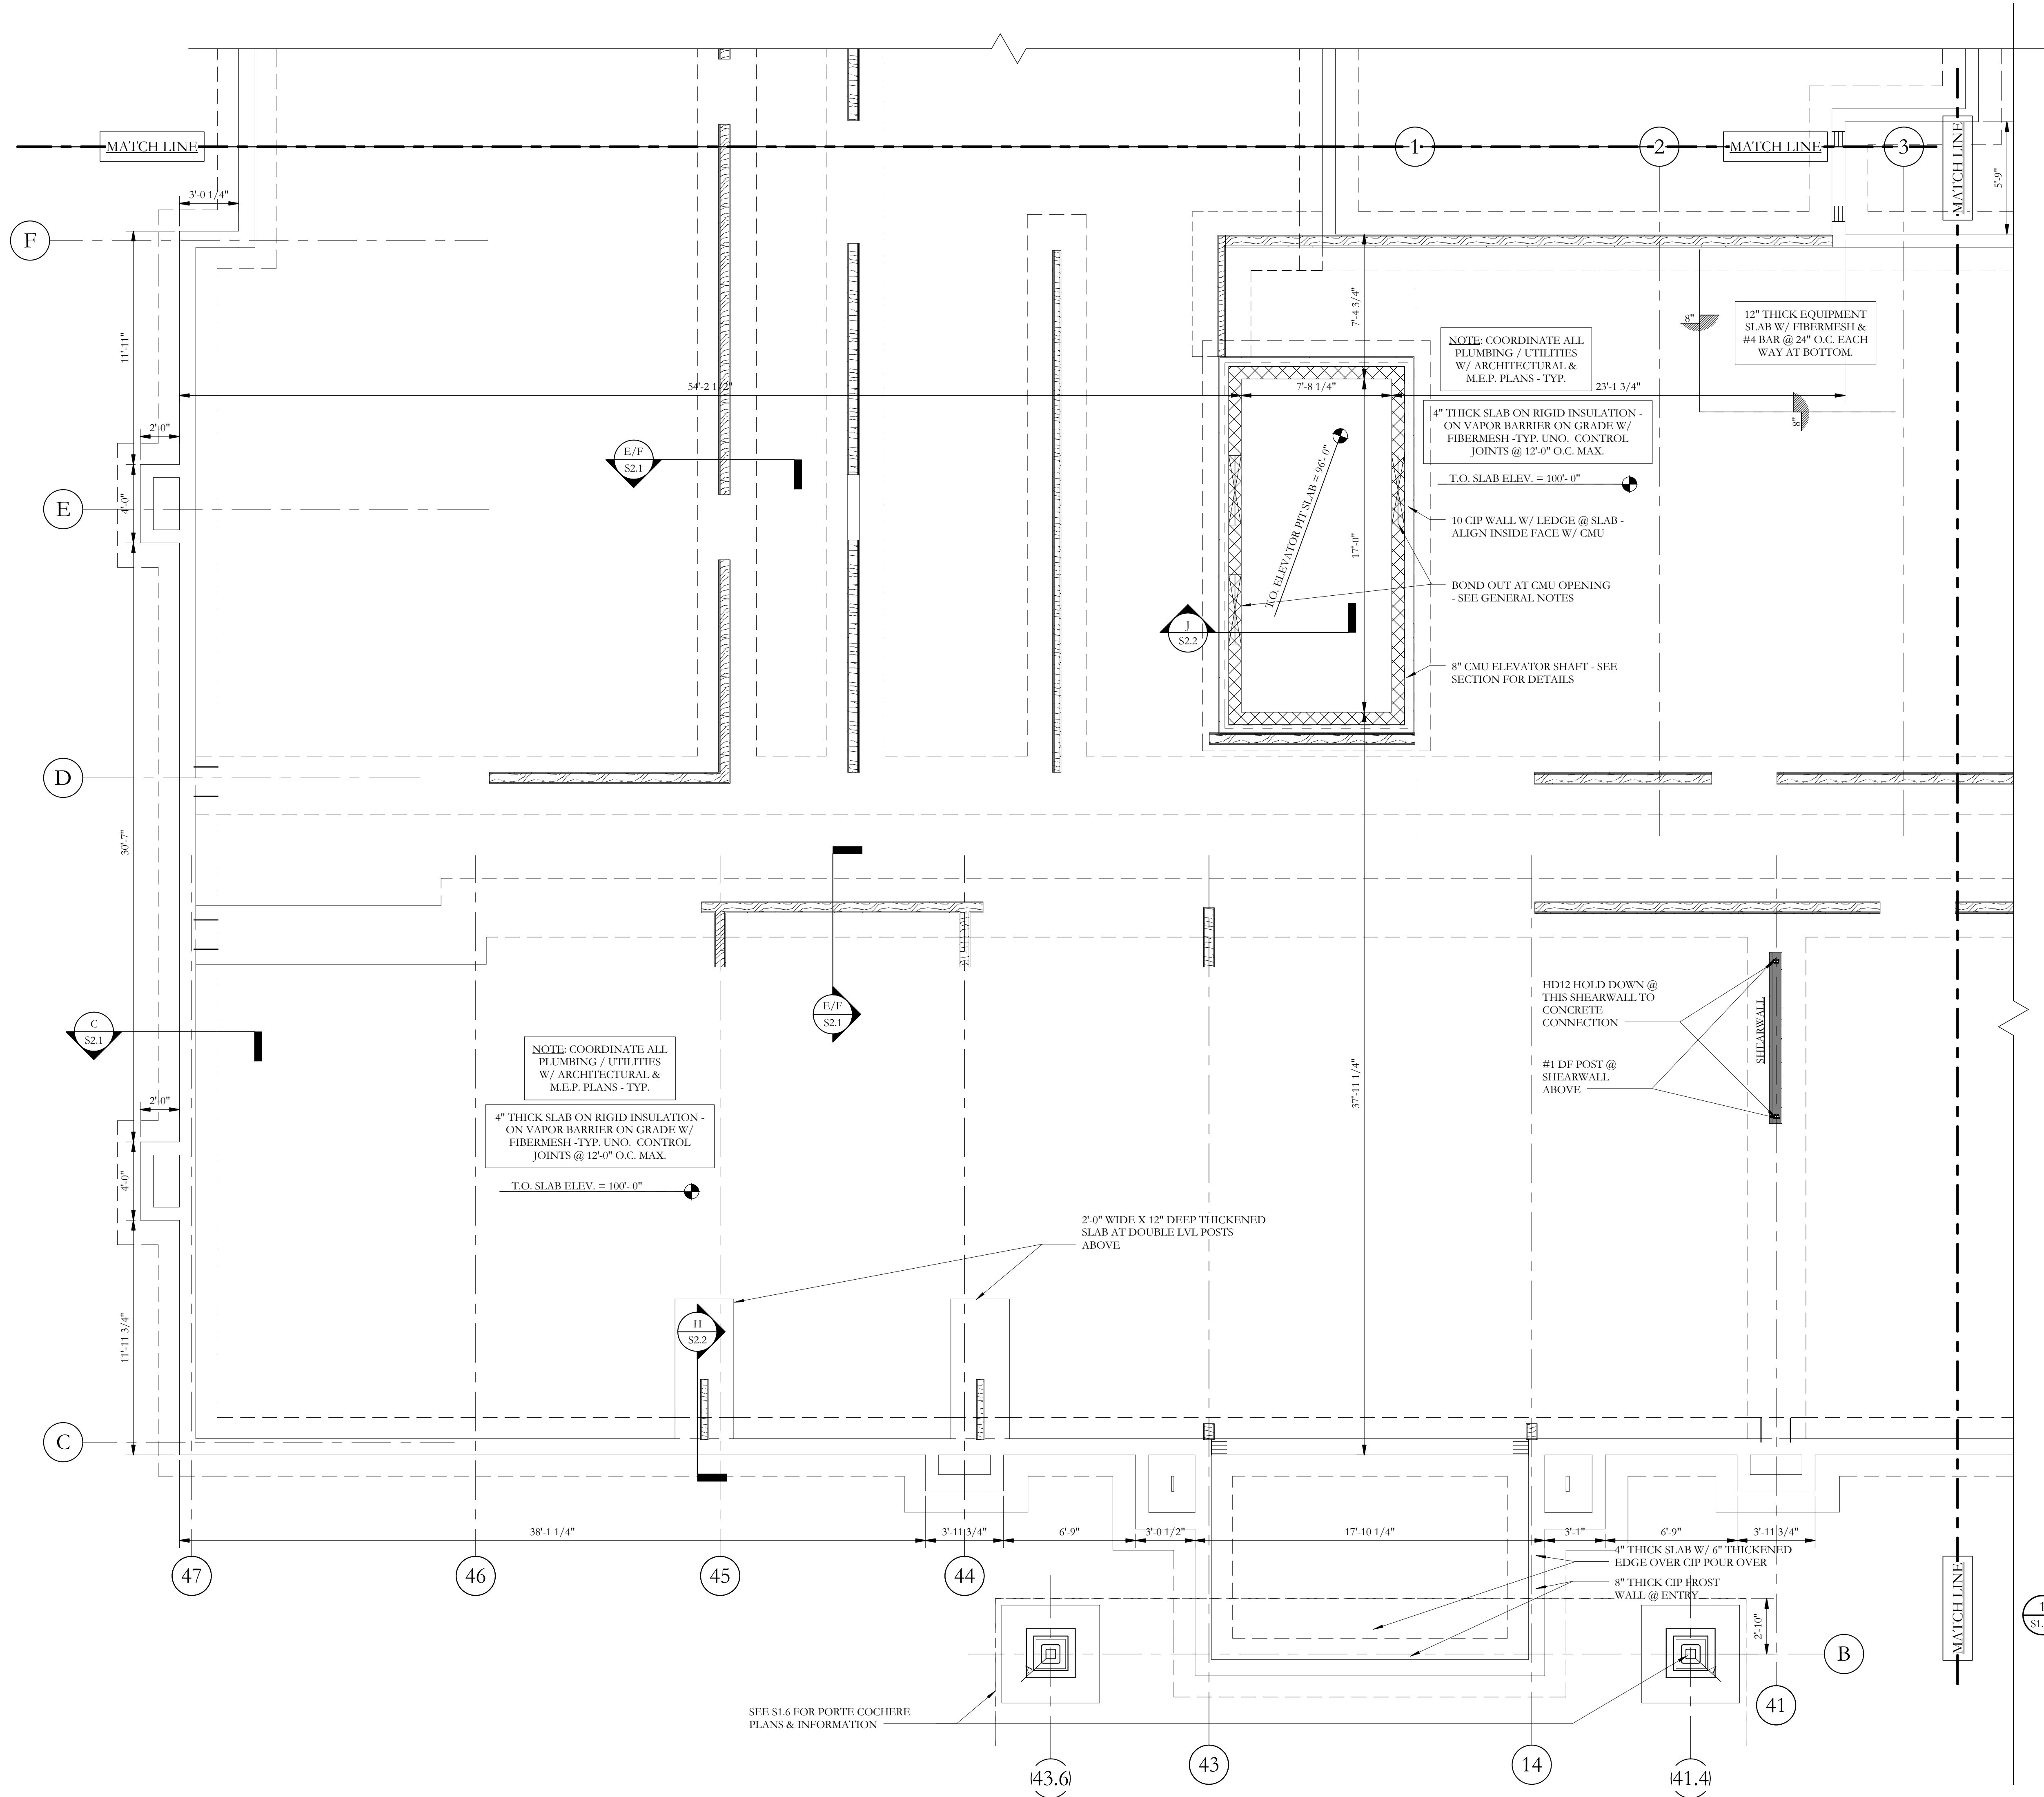 MATCH LINE
1
2
MATCH LINE
3
MATCH LINE
5'-9"
3'-0 1/4"
F
11'-11"
7'-4 3/4"
8"
12" THICK EQUIPMENT
SLAB W/ FIBERMESH &
#4 BAR @ 24" O.C. EACH
WAY AT BOTTOM.
NOTE: COORDINATE ALL
PLUMBING / UTILITIES
W/ ARCHITECTURAL &
M.E.P. PLANS - TYP.
54'-2 1/2"
7'-8 1/4"
23'-1 3/4"
8"
4" THICK SLAB ON RIGID INSULATION -
ON VAPOR BARRIER ON GRADE W/
FIBERMESH -TYP. UNO. CONTROL
JOINTS @ 12'-0" O.C. MAX.
T.O. SLAB ELEV. = 100'- 0"
2'-0"
E/F
S2.1
E
4'-0"
T.O. ELEVATOR PIT SLAB = 96'- 0"
17'-0"
10 CIP WALL W/ LEDGE @ SLAB -
ALIGN INSIDE FACE W/ CMU
BOND OUT AT CMU OPENING
- SEE GENERAL NOTES
J
S2.2
8" CMU ELEVATOR SHAFT - SEE
SECTION FOR DETAILS
D
30'-7"
E/F
S2.1
C
S2.1
HD12 HOLD DOWN @
THIS SHEARWALL TO
CONCRETE
CONNECTION
SHEARWALL
#1 DF POST @
SHEARWALL
ABOVE
37'-11 1/4"
NOTE: COORDINATE ALL
PLUMBING / UTILITIES
W/ ARCHITECTURAL &
M.E.P. PLANS - TYP.
4" THICK SLAB ON RIGID INSULATION -
ON VAPOR BARRIER ON GRADE W/
FIBERMESH -TYP. UNO. CONTROL
JOINTS @ 12'-0" O.C. MAX.
T.O. SLAB ELEV. = 100'- 0"
2'-0"
4'-0"
2'-0" WIDE X 12" DEEP THICKENED
SLAB AT DOUBLE LVL POSTS
ABOVE
11'-11 3/4"
H
S2.2
C
38'-1 1/4"
3'-11 3/4"
6'-9"
3'-0 1/2"
17'-10 1/4"
3'-1"
6'-9"
3'-11 3/4"
4" THICK SLAB W/ 6" THICKENED
EDGE OVER CIP POUR OVER
8" THICK CIP FROST
WALL @ ENTRY
47
46
45
44
2'-10"
MATCH LINE
1
S1.
B
41
SEE S1.6 FOR PORTE COCHERE
PLANS & INFORMATION
43
14
(43.6)
(41.4)